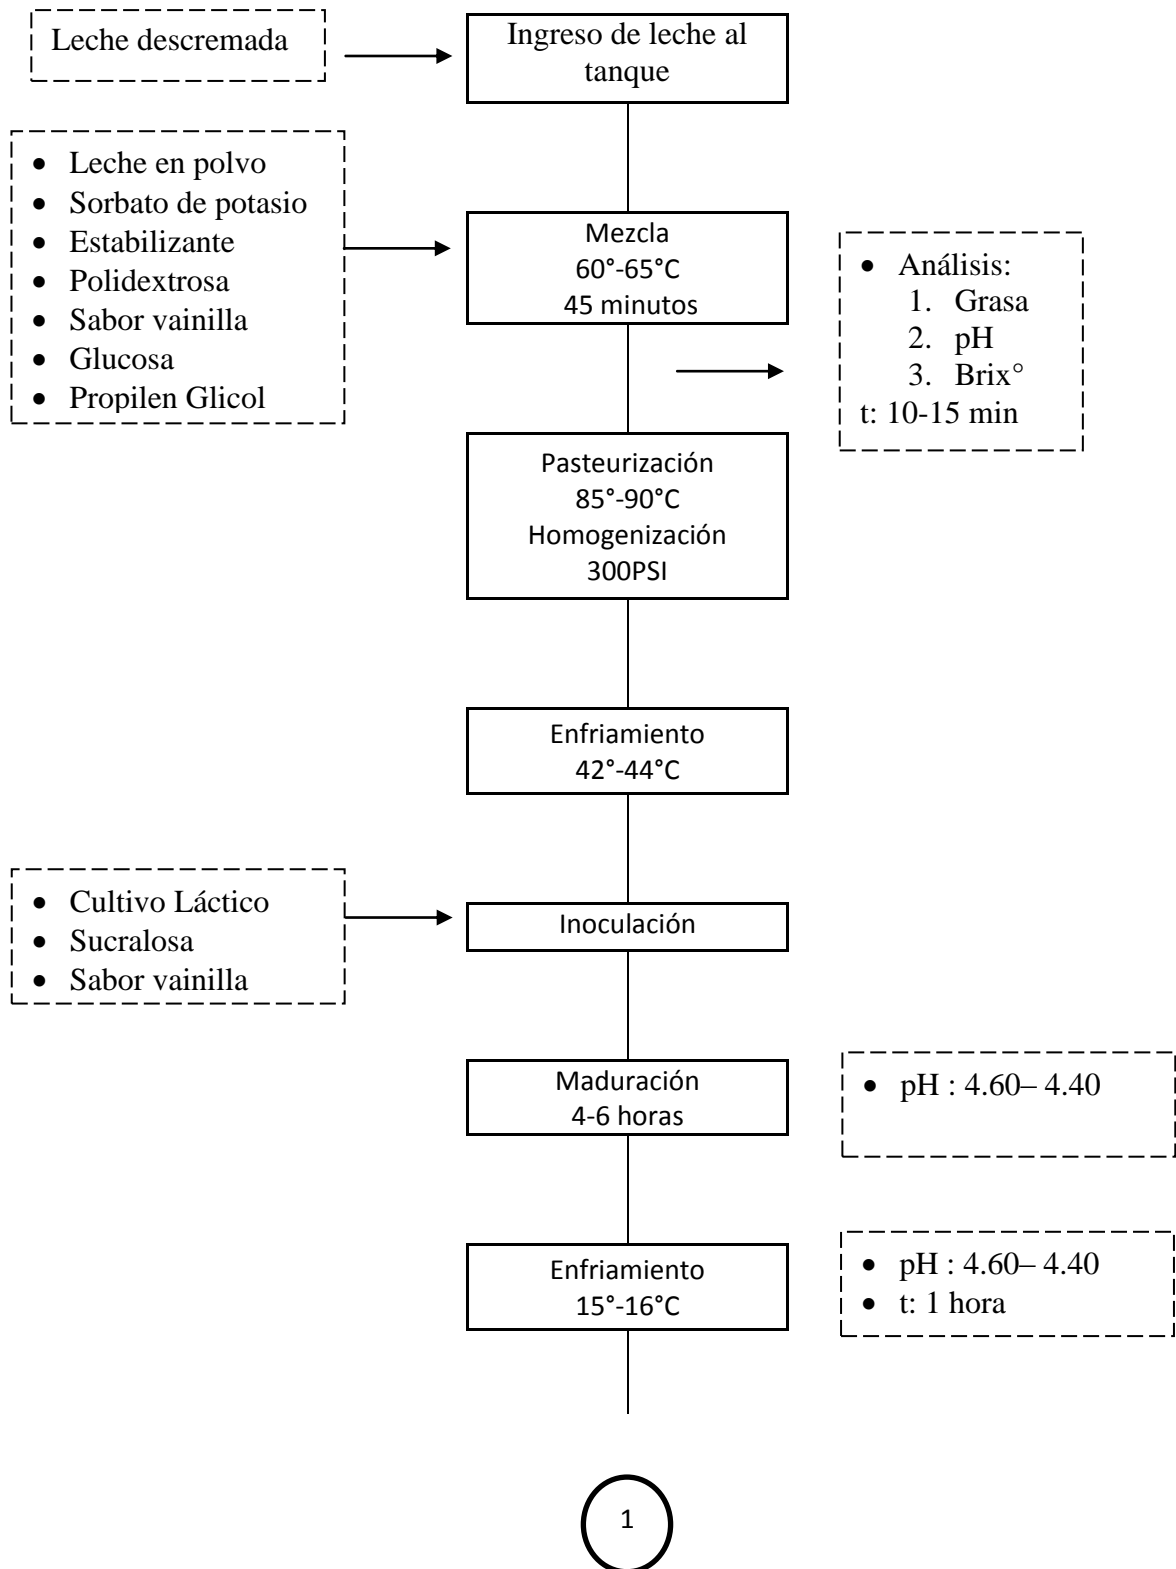 Leche descremada
Ingreso de leche al
tanque
• Leche en polvo
• Sorbato de potasio
• Estabilizante
• Polidextrosa
• Sabor vainilla
• Glucosa
• Propilen Glicol
Mezcla
60°-65°C
45 minutos
• Análisis:
1. Grasa
2. pH
3. Brix°
t: 10-15 min
Pasteurización
85°-90°C
Homogenización
300PSI
Enfriamiento
42°-44°C
• Cultivo Láctico
• Sucralosa
• Sabor vainilla
Inoculación
Maduración
4-6 horas
• pH : 4.60– 4.40
Enfriamiento
15°-16°C
• pH : 4.60– 4.40
• t: 1 hora
1